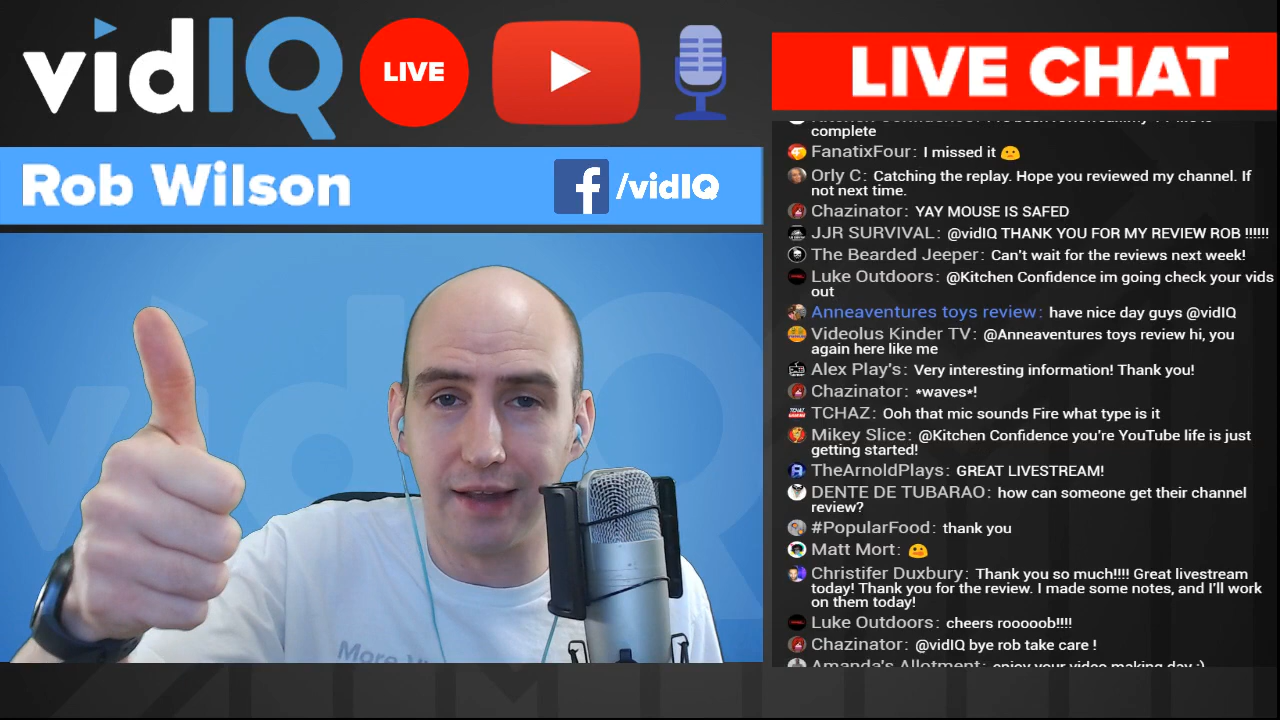 vidIQ
LIVE
LIVE CHAT
Rob Wilson
f/vidIQ
complete
FanatixFour: I missed it
Orly C: Catching the replay. Hope you reviewed my channel. If
not next time.
Chazinator: YAY MOUSE IS SAFED
JJR SURVIVAL: @vidIQ THANK YOU FOR MY REVIEW ROB !!!!!!
The Bearded Jeeper: Can't wait for the reviews next week!
Luke Outdoors: @Kitchen Confidence im going check your vids
out
Anneaventures toys review: have nice day guys @vidIQ
Videolus Kinder TV: @Anneaventures toys review hi, you
again here like me
Alex Play's: Very interesting information! Thank you!
Chazinator: *waves*!
TCHAZ: Ooh that mic sounds Fire what type is it
Mikey Slice: @Kitchen Confidence you're YouTube life is just
getting started!
TheArnoldPlays: GREAT LIVESTREAM!
DENTE DE TUBARAO: how can someone get their channel
review?
#PopularFood: thank you
Matt Mort:
Christifer Duxbury: Thank you so much!!!! Great livestream
today! Thank you for the review. I made some notes, and I'll work
on them today!
Luke Outdoors: cheers rooooob!!!!
Chazinator: @vidIQ bye rob take care !
Amanda's Allotment: enjoy your video making day :)
More